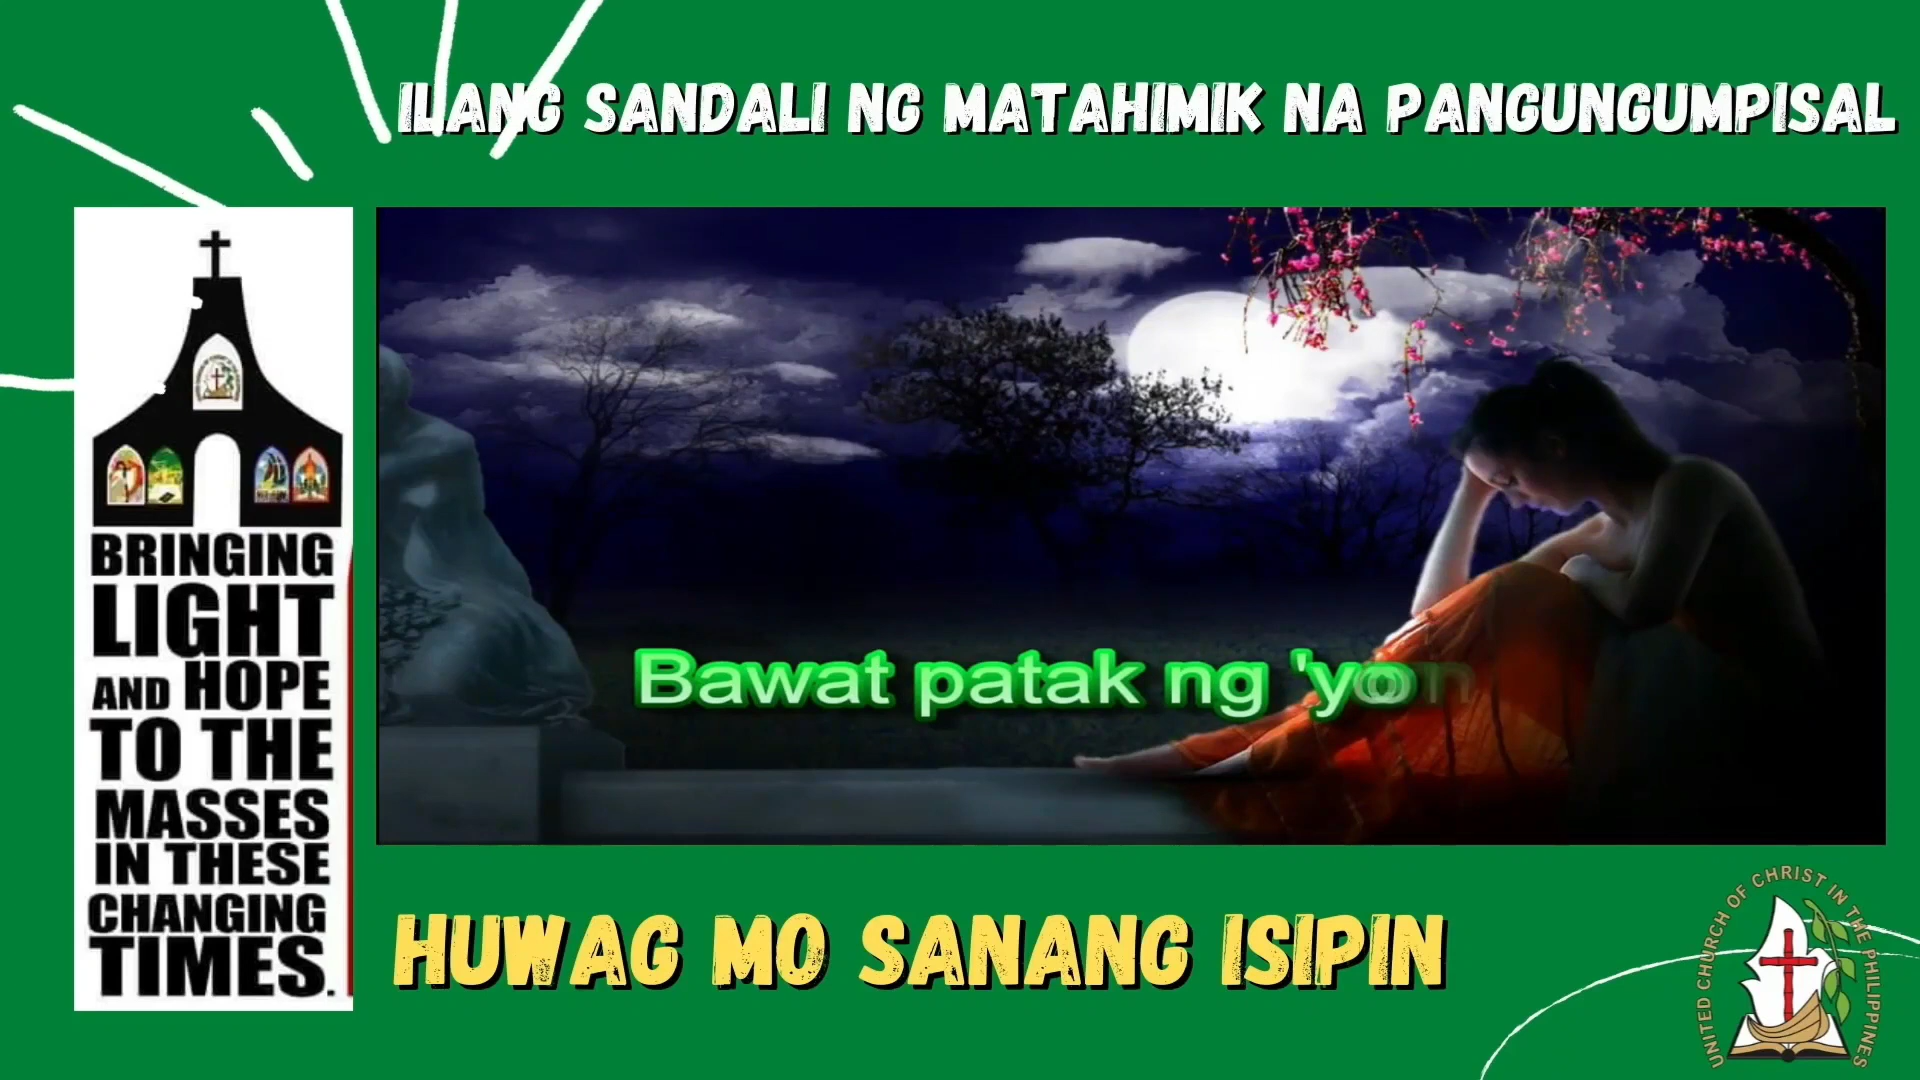 ILANG SANDALI NG MATAHIMIK NA PANGUNGUMPISAL
BRINGING
LIGHT
AND HOPE
TO THE
MASSES
IN THESE
CHANGING
TIMES.
Bawat patak ng 'yon
HUWAG MO SANANG ISIPIN
UNITED CHURCH OF CHRIST IN THE PHILIPPINES